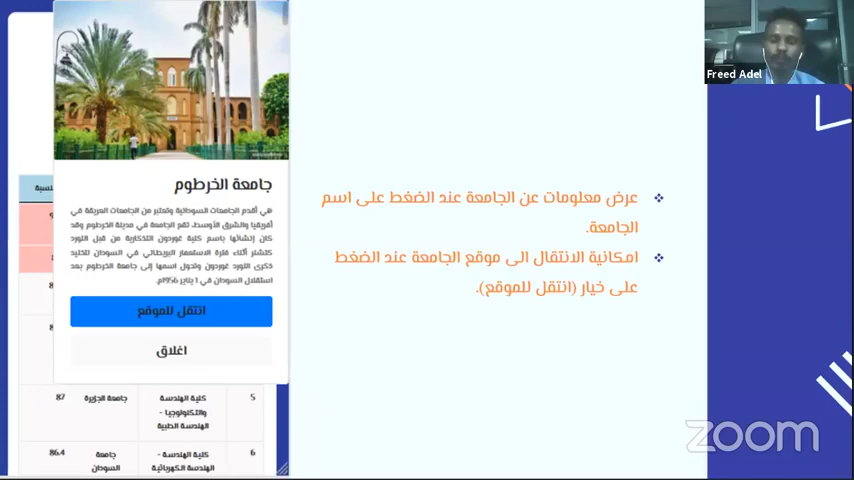 Freed Adel
عرض معلومات عن الجامعة عند الضغط على اسم
الجامعة.
امكانية الانتقال الى موقع الجامعة عند الضغط
على خيار (انتقل للموقع).
جامعة الخرطوم
هي أقدم الجامعات السودانية وتعتبر من الجامعات العريقة في
أفريقيا والشرق الأوسط، تقع الجامعة في مدينة الخرطوم وقد
كان إنشائها باسم كلية غوردون التذكارية من قبل اللورد
كتشنر أثناء فترة الاستعمار البريطاني في السودان لتخليد
ذكرى اللورد غوردون وتحول اسمها إلى جامعة الخرطوم بعد
استقلال السودان في 1 يناير 1956م.
انتقل للموقع
اغلاق
5 كلية الهندسة جامعة الجزيرة 87
والتكنولوجيا -
الهندسة الطبية
6 كلية الهندسة - جامعة 86.4
الهندسة الكهربائية السودان
zoom